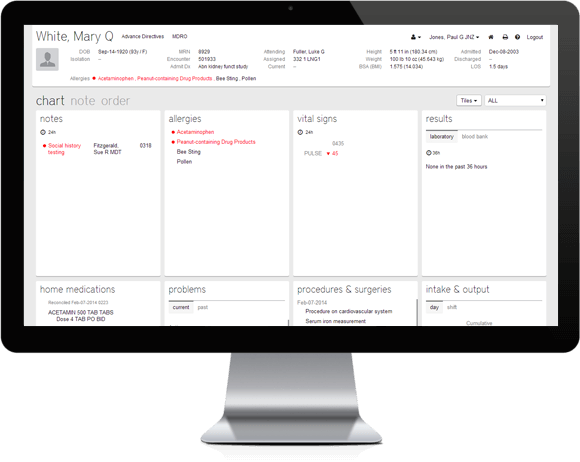 White, Mary Q Advance Directives MDRO Jones, Paul G JNZ Logout
DOB Sep-14-1920 (93y / F) MRN 8929 Attending Fuller, Luke G Height 5 ft 11 in (180.34 cm) Admitted Dec-08-2003
Isolation – Encounter 501933 Assigned 332 1 LNG1 Weight 100 lb 10 oz (45.643 kg) Discharged –
Admit Dx Abn kidney funct study Current – BSA (BMI) 1.575 (14.034) LOS 1.5 days
Allergies Acetaminophen , Peanut-containing Drug Products , Bee Sting , Pollen
chart note order Tiles ALL
notes
24h
Social history testing Fitzgerald, Sue R MDT 0318
allergies
Acetaminophen
Peanut-containing Drug Products
Bee Sting
Pollen
vital signs
24h
0435
PULSE ▼ 45
results
laboratory blood bank
36h
None in the past 36 hours
home medications
Reconciled Feb-07-2014 0223
ACETAMIN 500 TAB TABS
Dose 4 TAB PO BID
problems
current past
procedures & surgeries
Feb-07-2014
Procedure on cardiovascular system
Serum iron measurement
intake & output
day shift
Cumulative